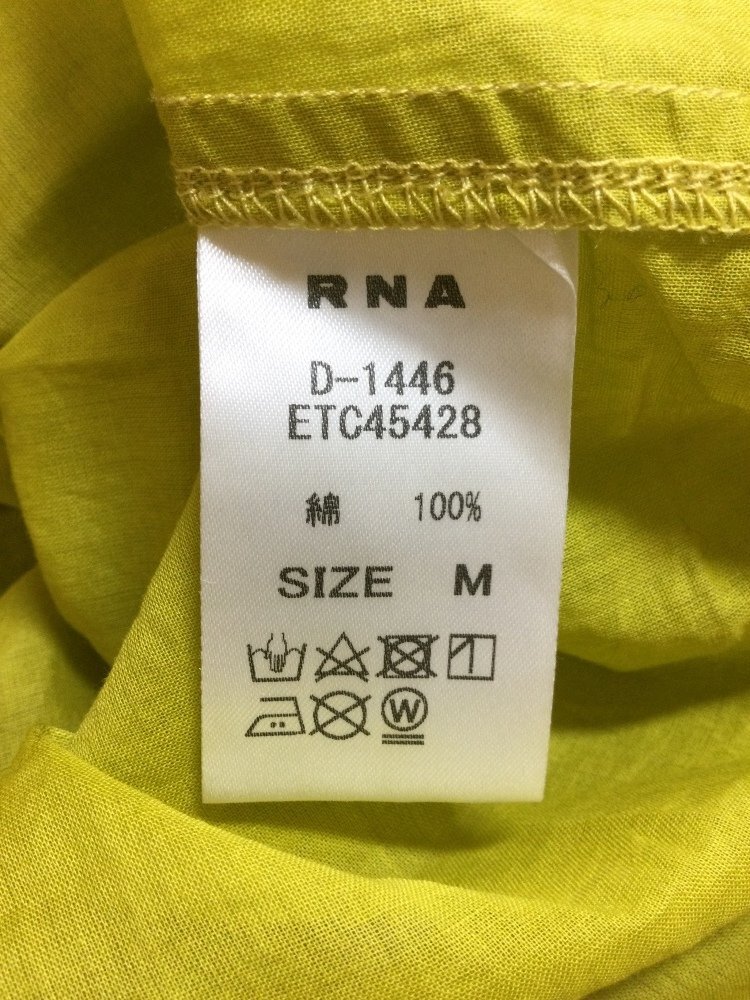 RNA
D-1446
ETC45428
綿 100%
SIZE M
W